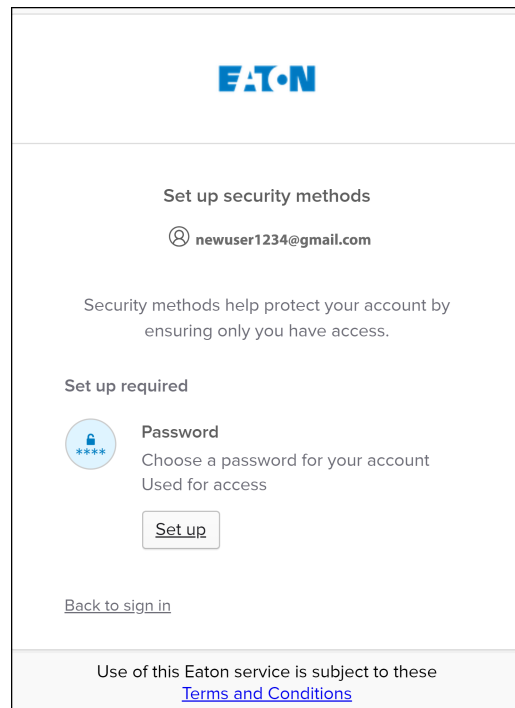 EATON
Set up security methods
newuser1234@gmail.com
Security methods help protect your account by
ensuring only you have access.
Set up required
****
Password
Choose a password for your account
Used for access
Set up
Back to sign in
Use of this Eaton service is subject to these
Terms and Conditions